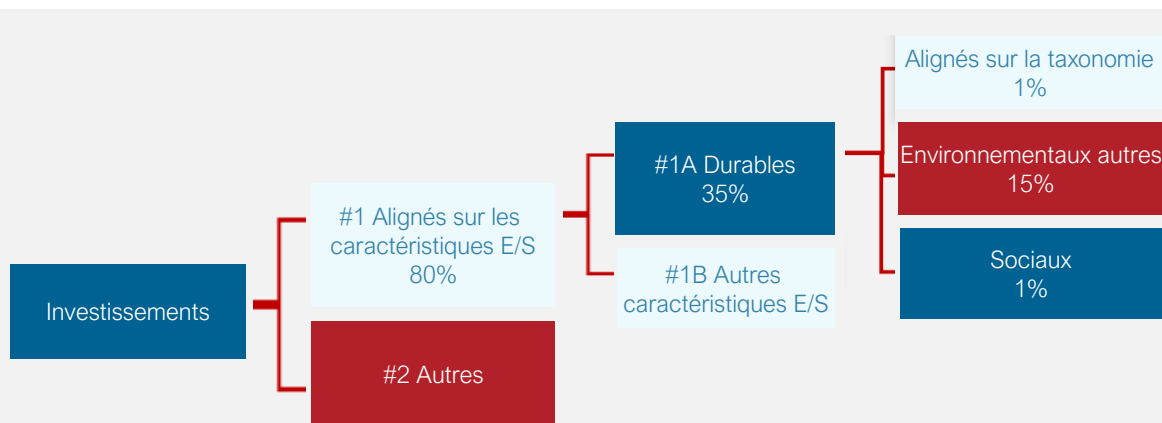 Investissements
#1 Alignés sur les
caractéristiques E/S
80%
#2 Autres
#1A Durables
35%
#1B Autres
caractéristiques E/S
Alignés sur la taxonomie
1%
Environnementaux autres
15%
Sociaux
1%